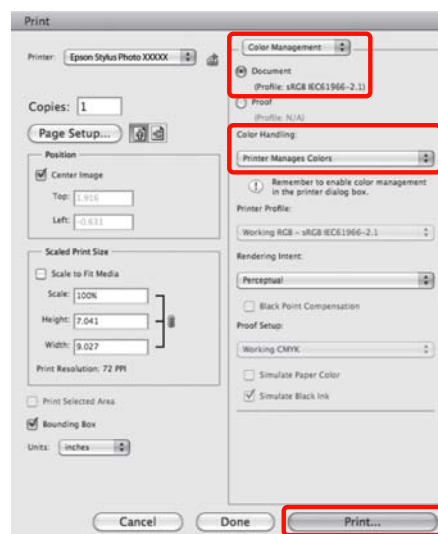 Print
Printer: Epson Stylus Photo XXXXX
Copies: 1
Page Setup...
Position
Center Image
Top: 1.916
Left: -0.631
Scaled Print Size
Scale to Fit Media
Scale: 100%
Height: 7.041
Width: 9.027
Print Resolution: 72 PPI
Print Selected Area
Bounding Box
Units: inches
Color Management
Document
(Profile: sRGB IEC61966-2.1)
Proof
(Profile: N/A)
Color Handling:
Printer Manages Colors
Remember to enable color management
in the printer dialog box.
Printer Profile:
Working RGB - sRGB IEC61966-2.1
Rendering Intent:
Perceptual
Black Point Compensation
Proof Setup:
Working CMYK
Simulate Paper Color
Simulate Black Ink
Cancel
Done
Print...